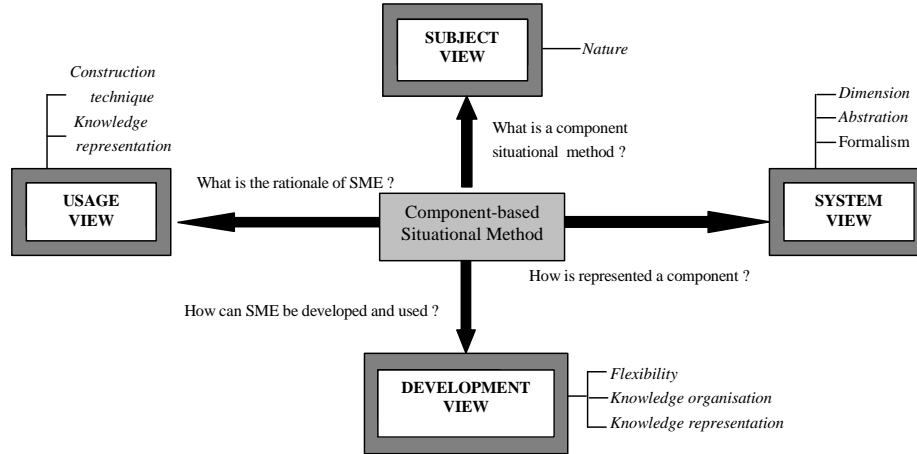 SUBJECT
VIEW
Nature
Construction
technique
Knowledge
representation
Dimension
Abstration
Formalism
What is a component
situational method ?
What is the rationale of SME ?
USAGE
VIEW
Component-based
Situational Method
SYSTEM
VIEW
How is represented a component ?
How can SME be developed and used ?
DEVELOPMENT
VIEW
Flexibility
Knowledge organisation
Knowledge representation